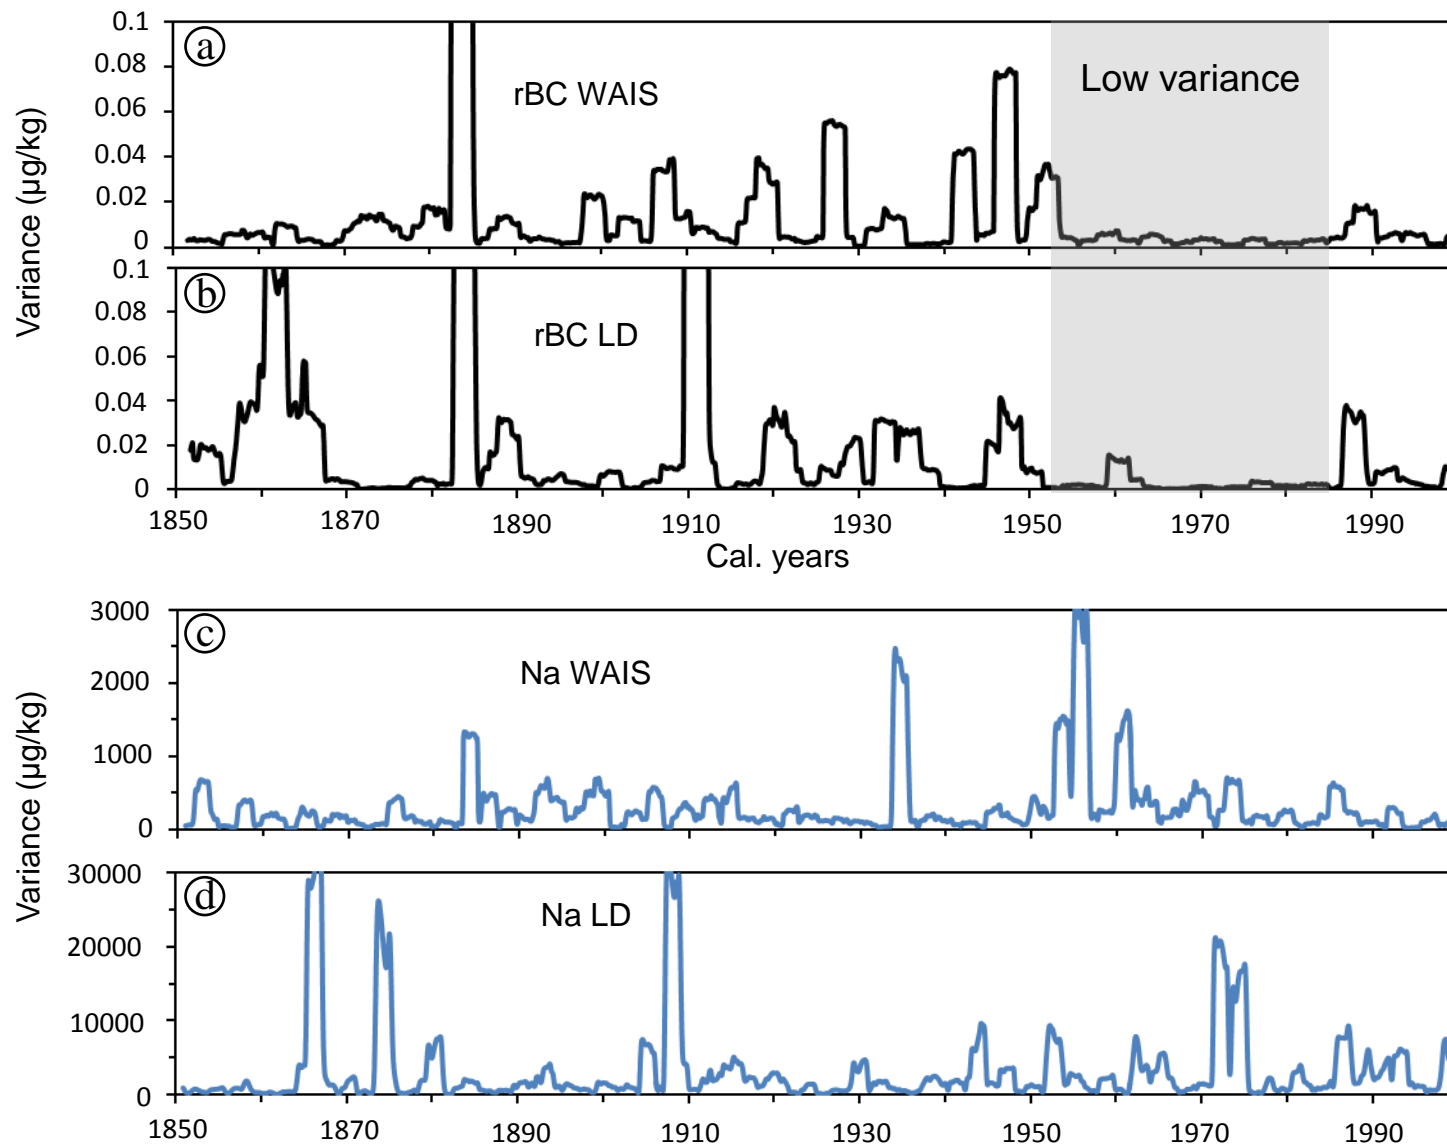 a
rBC WAIS
Low variance
0.1
0.08
0.06
0.04
0.02
0
Variance (µg/kg)
b
rBC LD
0.1
0.08
0.06
0.04
0.02
0
1850 1870 1890 1910 1930 1950 1970 1990
Cal. years
c
Na WAIS
3000
2000
1000
0
Variance (µg/kg)
d
Na LD
30000
20000
10000
0
1850 1870 1890 1910 1930 1950 1970 1990